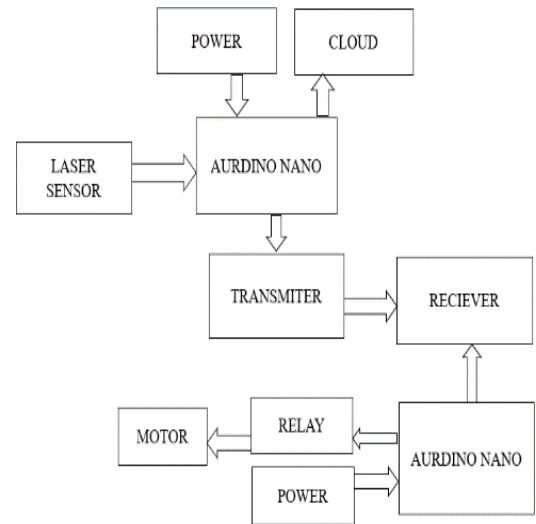 POWER
CLOUD
LASER
SENSOR
AURDINO NANO
TRANSMITER
RECIEVER
MOTOR
RELAY
AURDINO NANO
POWER